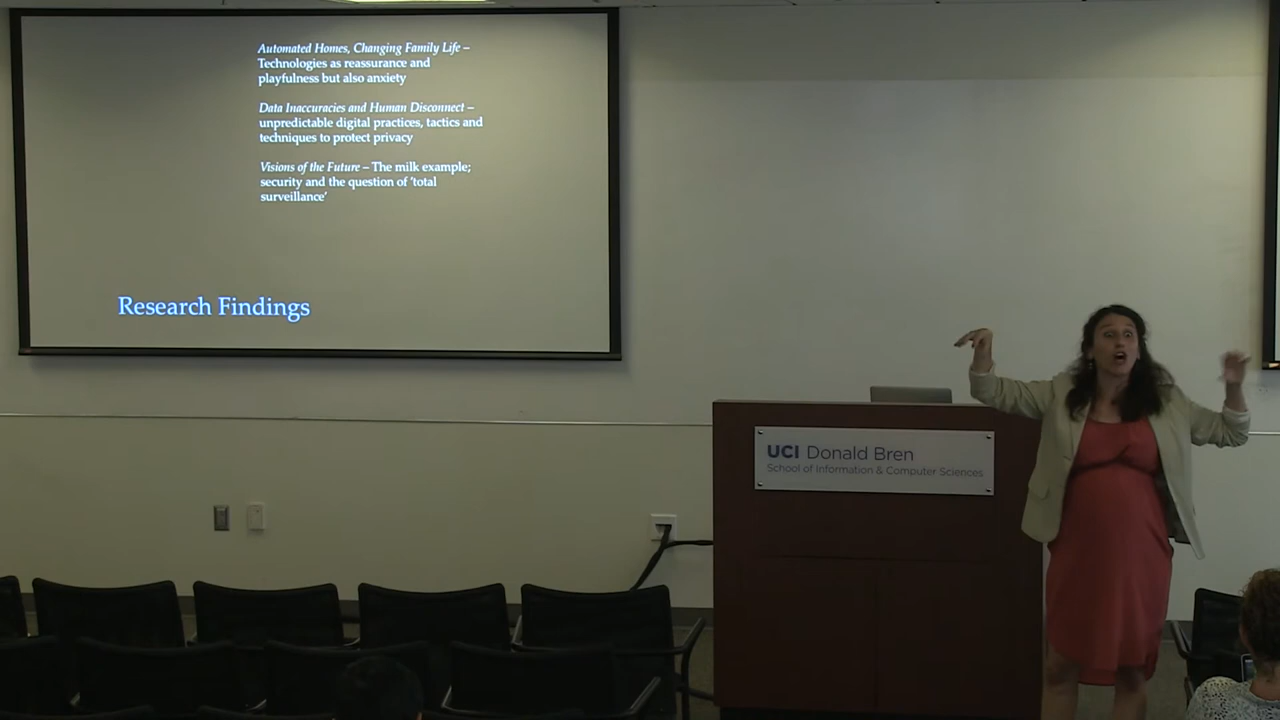 Automated Homes, Changing Family Life –
Technologies as reassurance and
playfulness but also anxiety
Data Inaccuracies and Human Disconnect –
unpredictable digital practices, tactics and
techniques to protect privacy
Visions of the Future – The milk example;
security and the question of 'total
surveillance'
Research Findings
UCI Donald Bren
School of Information & Computer Sciences